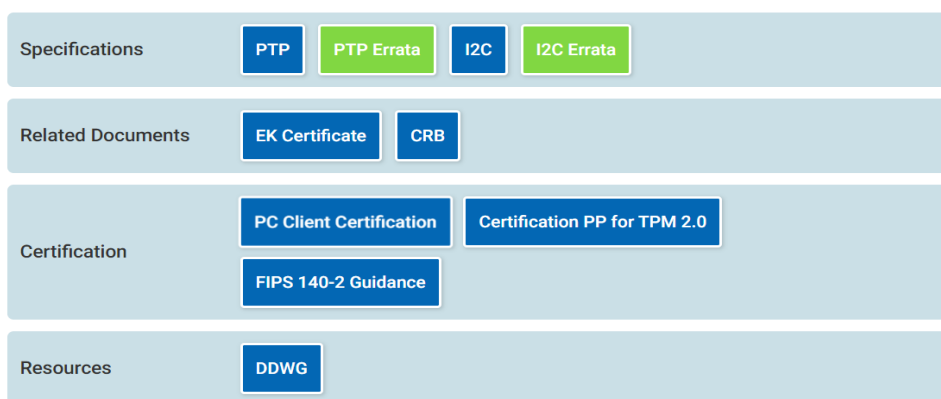 Specifications PTP PTP Errata I2C I2C Errata
Related Documents EK Certificate CRB
PC Client Certification Certification PP for TPM 2.0
Certification
FIPS 140-2 Guidance
Resources DDWG